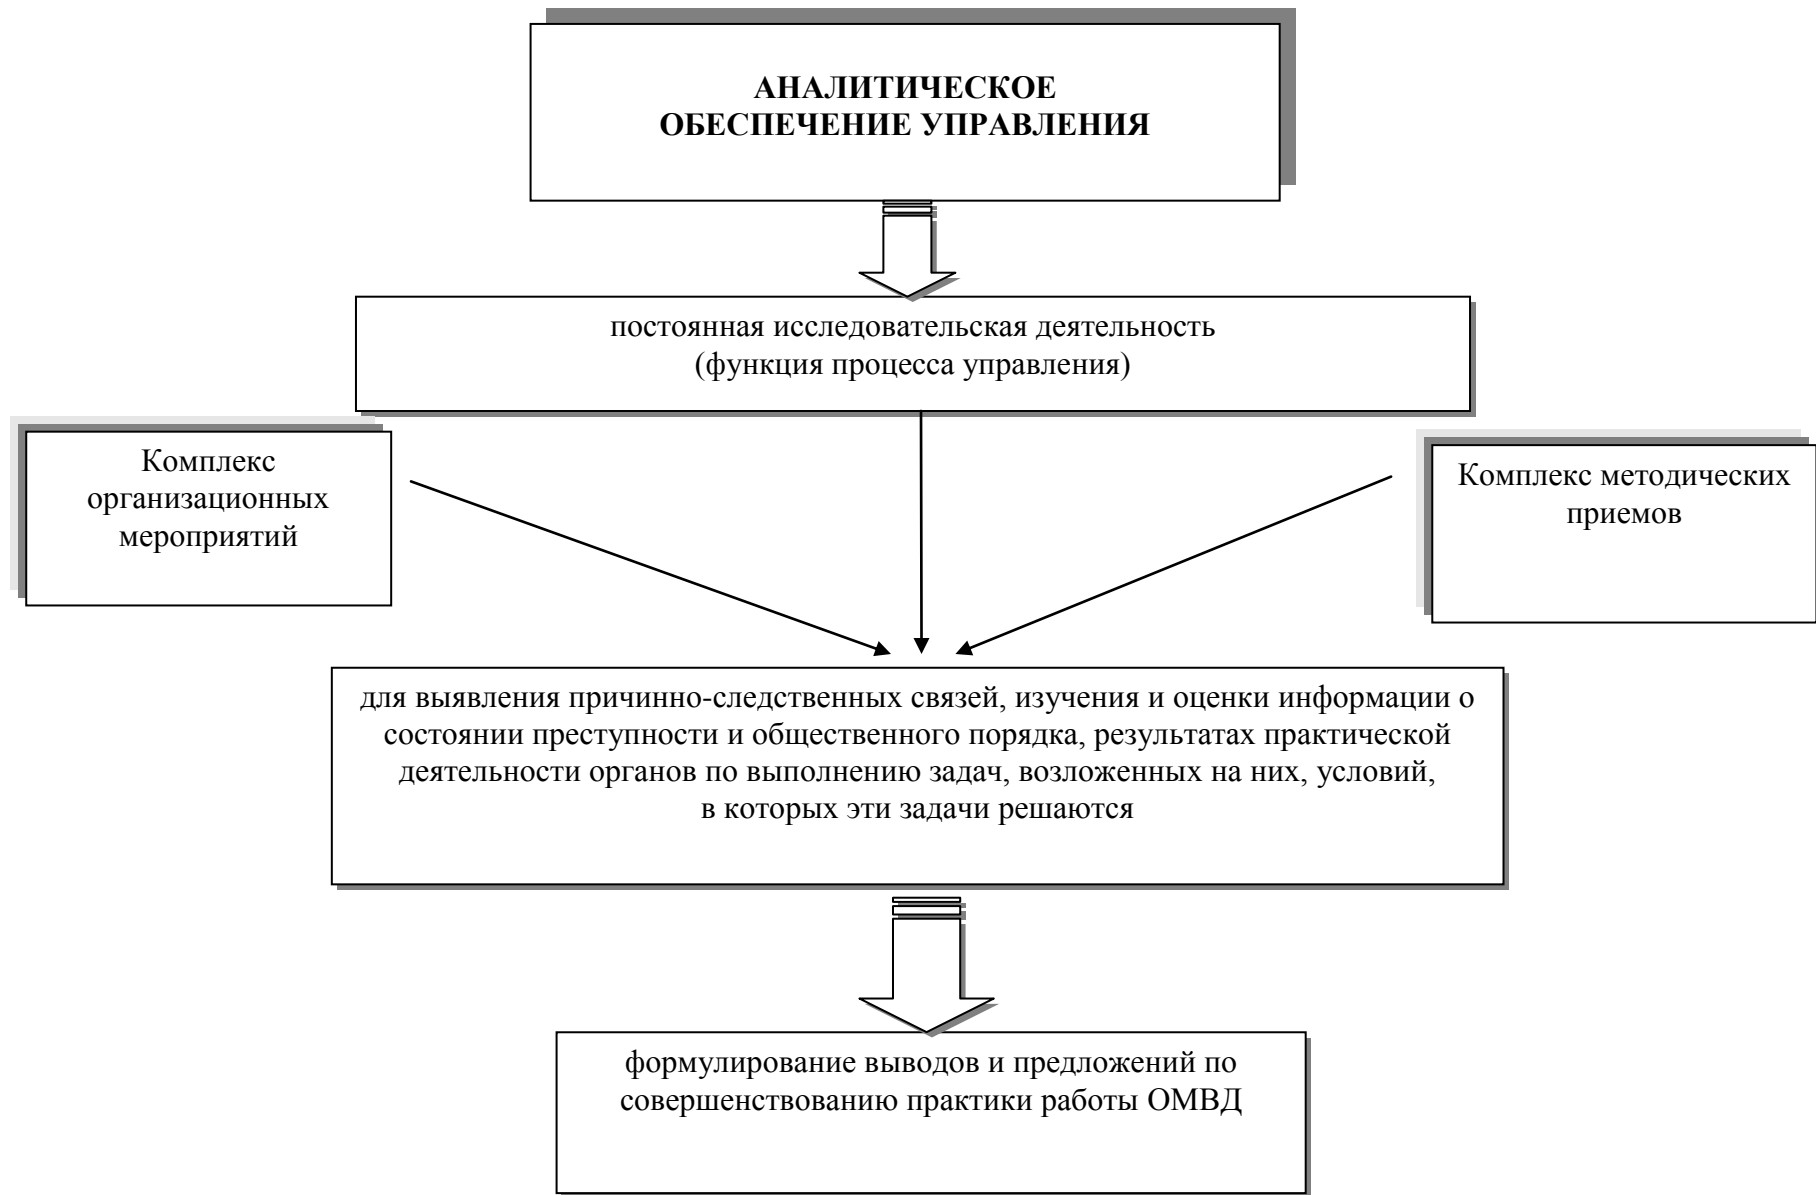 АНАЛИТИЧЕСКОЕ
ОБЕСПЕЧЕНИЕ УПРАВЛЕНИЯ
постоянная исследовательская деятельность
(функция процесса управления)
Комплекс
организационных
мероприятий
Комплекс методических
приемов
для выявления причинно-следственных связей, изучения и оценки информации о
состоянии преступности и общественного порядка, результатах практической
деятельности органов по выполнению задач, возложенных на них, условий,
в которых эти задачи решаются
формулирование выводов и предложений по
совершенствованию практики работы ОМВД